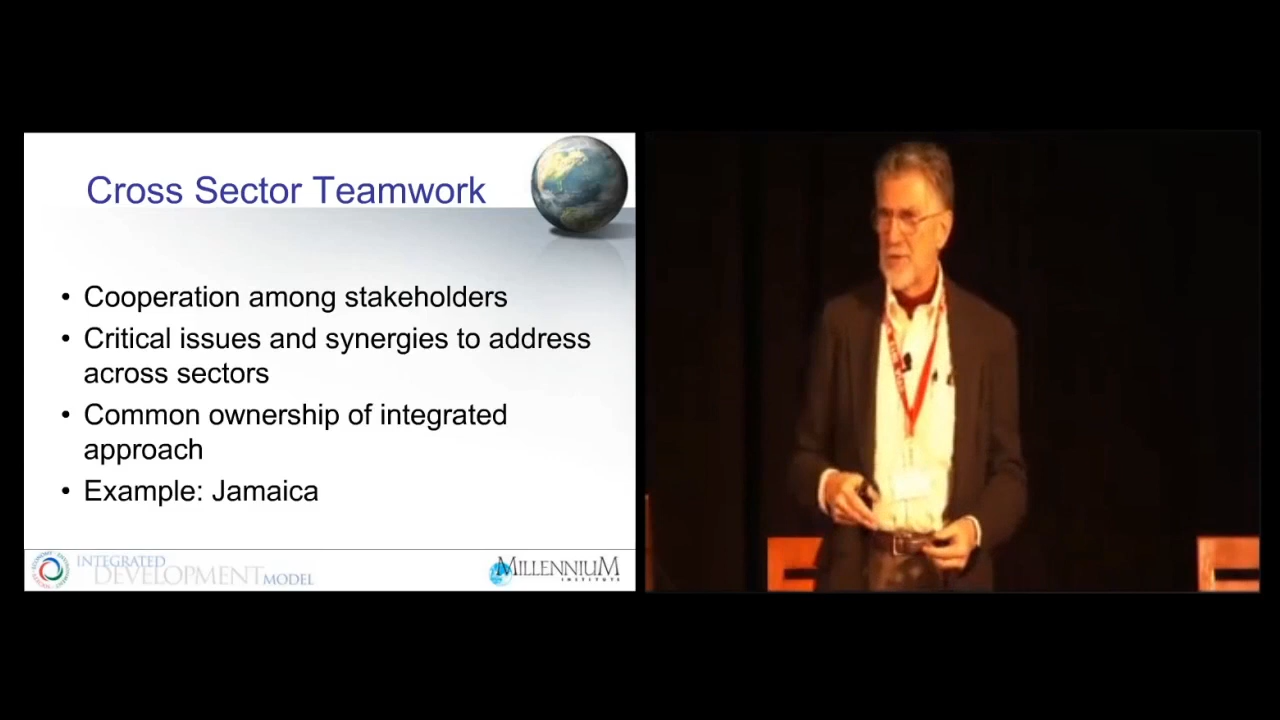 Cross Sector Teamwork
• Cooperation among stakeholders
• Critical issues and synergies to address
across sectors
• Common ownership of integrated
approach
• Example: Jamaica
INTEGRATED
DEVELOPMENT MODEL
MILLENNIUM
INSTITUTE